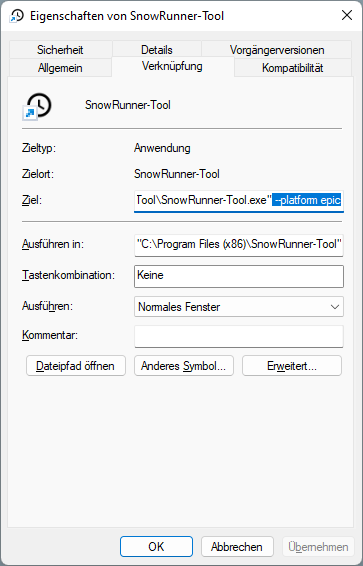 Eigenschaften von SnowRunner-Tool
Sicherheit Details Vorgängerversionen
Allgemein Verknüpfung Kompatibilität
SnowRunner-Tool
Zieltyp: Anwendung
Zielort: SnowRunner-Tool
Ziel: Tool\SnowRunner-Tool.exe" --platform epic
Ausführen in: "C:\Program Files (x86)\SnowRunner-Tool"
Tastenkombination: Keine
Ausführen: Normales Fenster
Kommentar:
Dateipfad öffnen Anderes Symbol... Erweitert...
OK Abbrechen Übernehmen